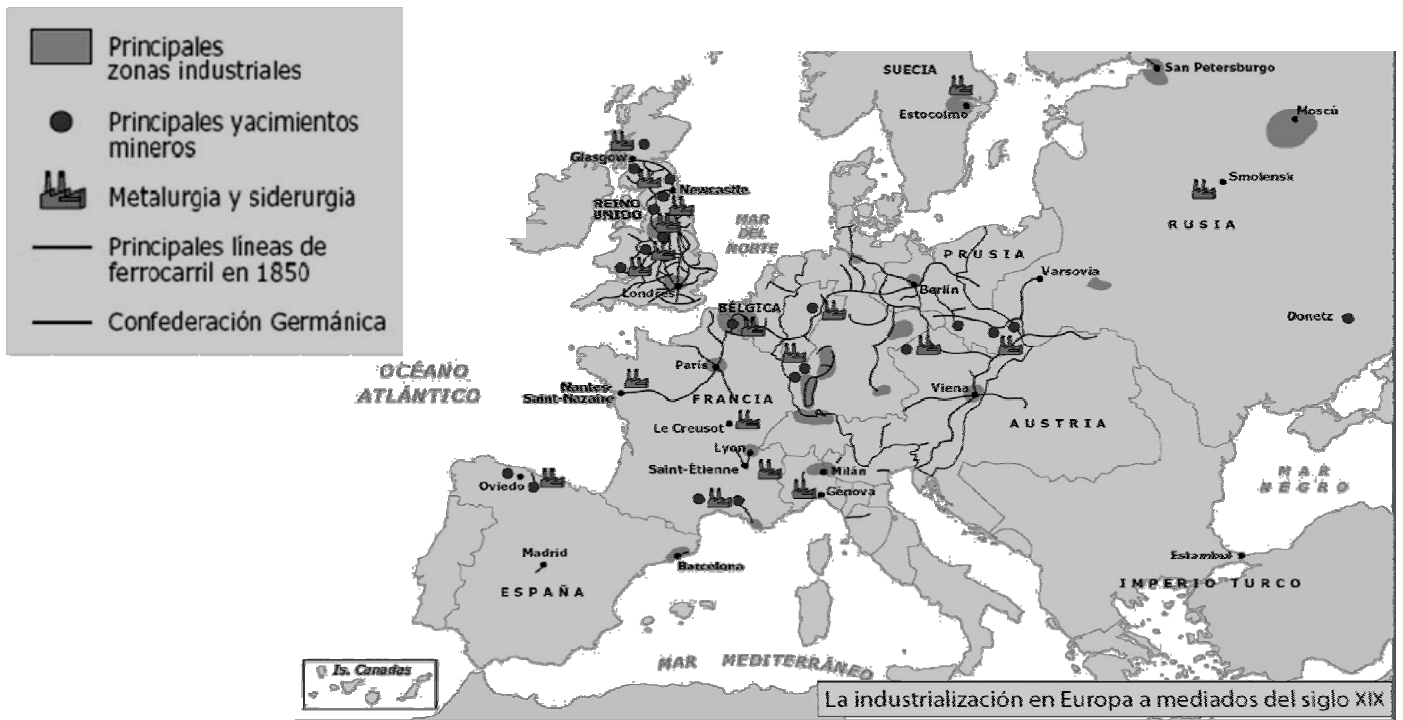 Principales
zonas industriales
Principales yacimientos
mineros
Metalurgia y siderurgia
Principales líneas de
ferrocarril en 1850
Confederación Germánica
SUECIA
Estocolmo
San Petersburgo
Moscú
Smolensk
RUSIA
Glasgow
Newcastle
REINO
UNIDO
MAR
DEL
NORTE
PRUSIA
Varsovia
Berlín
Londres
BÉLGICA
Donetz
OCÉANO
ATLÁNTICO
París
Nantes-
Saint-Nazaire
FRANCIA
Viena
AUSTRIA
Le Creusot
Lyon
Saint-Étienne
Milán
Génova
MAR
NEGRO
Oviedo
Madrid
ESPAÑA
Barcelona
Estambul
IMPERIO TURCO
MAR MEDITERRÁNEO
Is. Canadas
La industrialización en Europa a mediados del siglo XIX